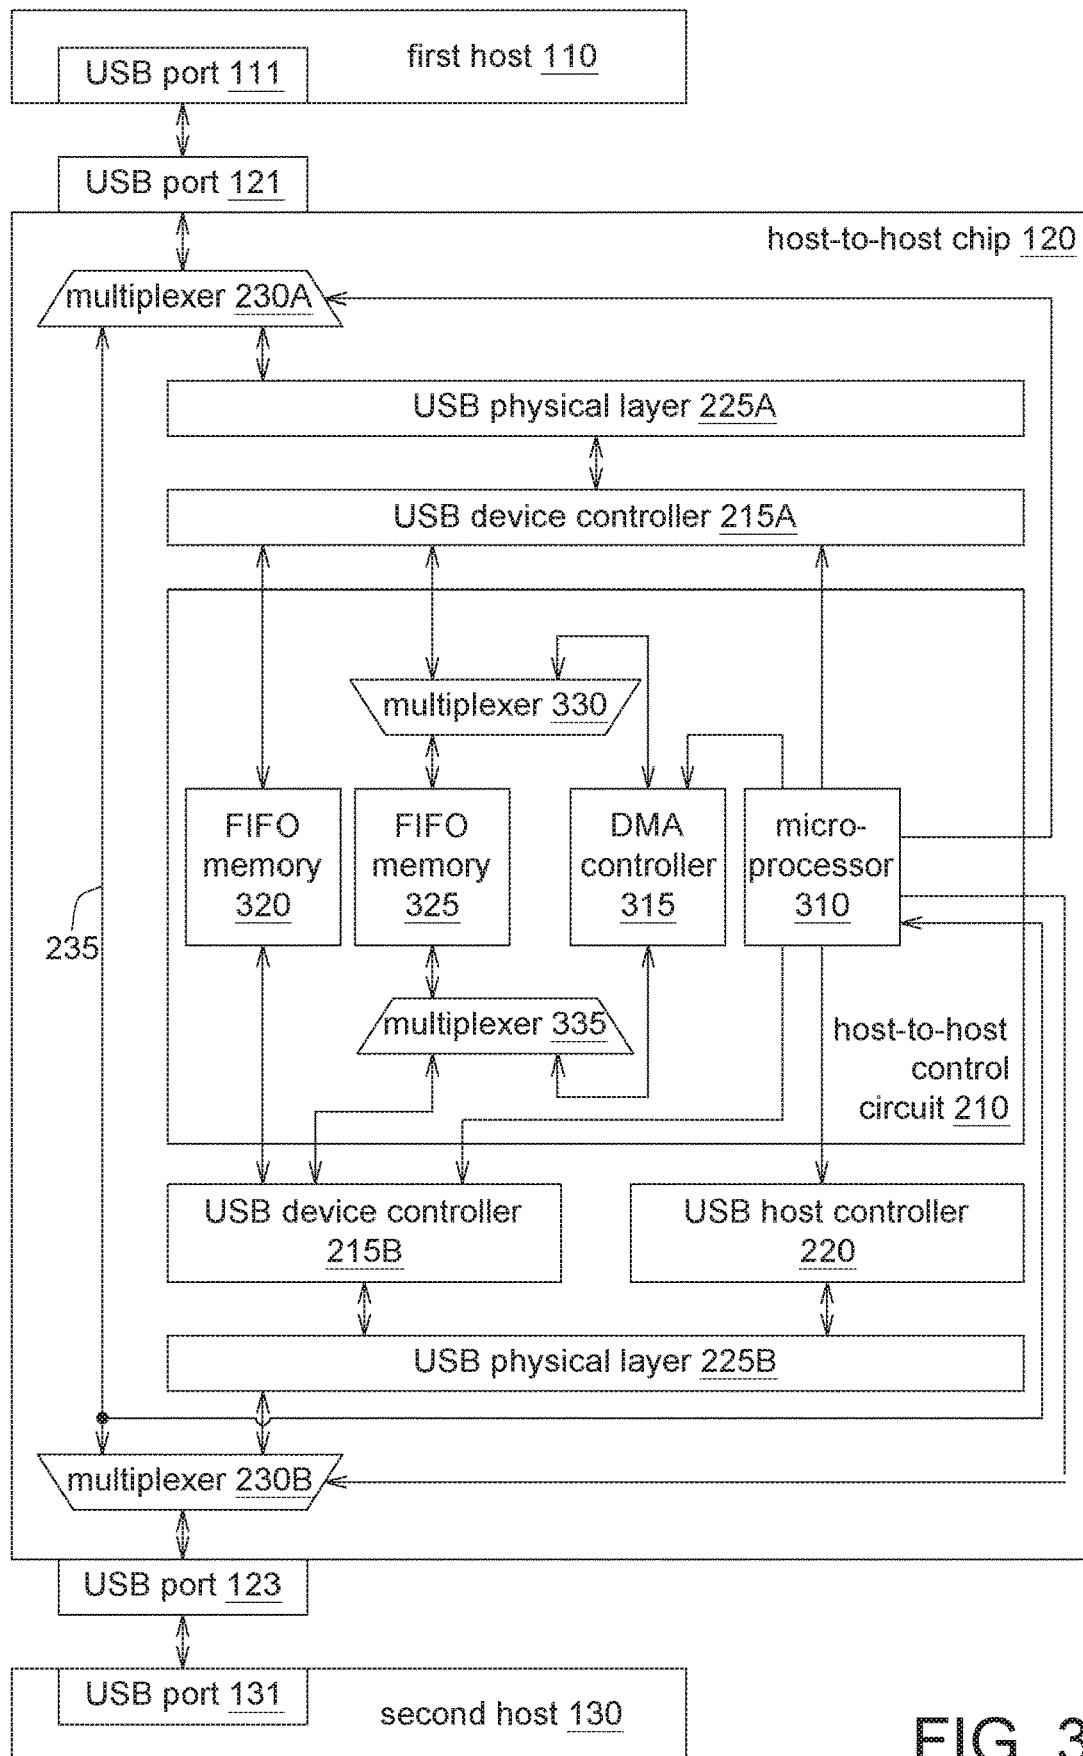 first host 110
USB port 111
USB port 121
host-to-host chip 120
multiplexer 230A
USB physical layer 225A
USB device controller 215A
multiplexer 330
FIFO
memory
320
FIFO
memory
325
DMA
controller
315
micro-
processor
310
235
multiplexer 335
host-to-host
control
circuit 210
USB device controller
215B
USB host controller
220
USB physical layer 225B
multiplexer 230B
USB port 123
USB port 131
second host 130
FIG. 3